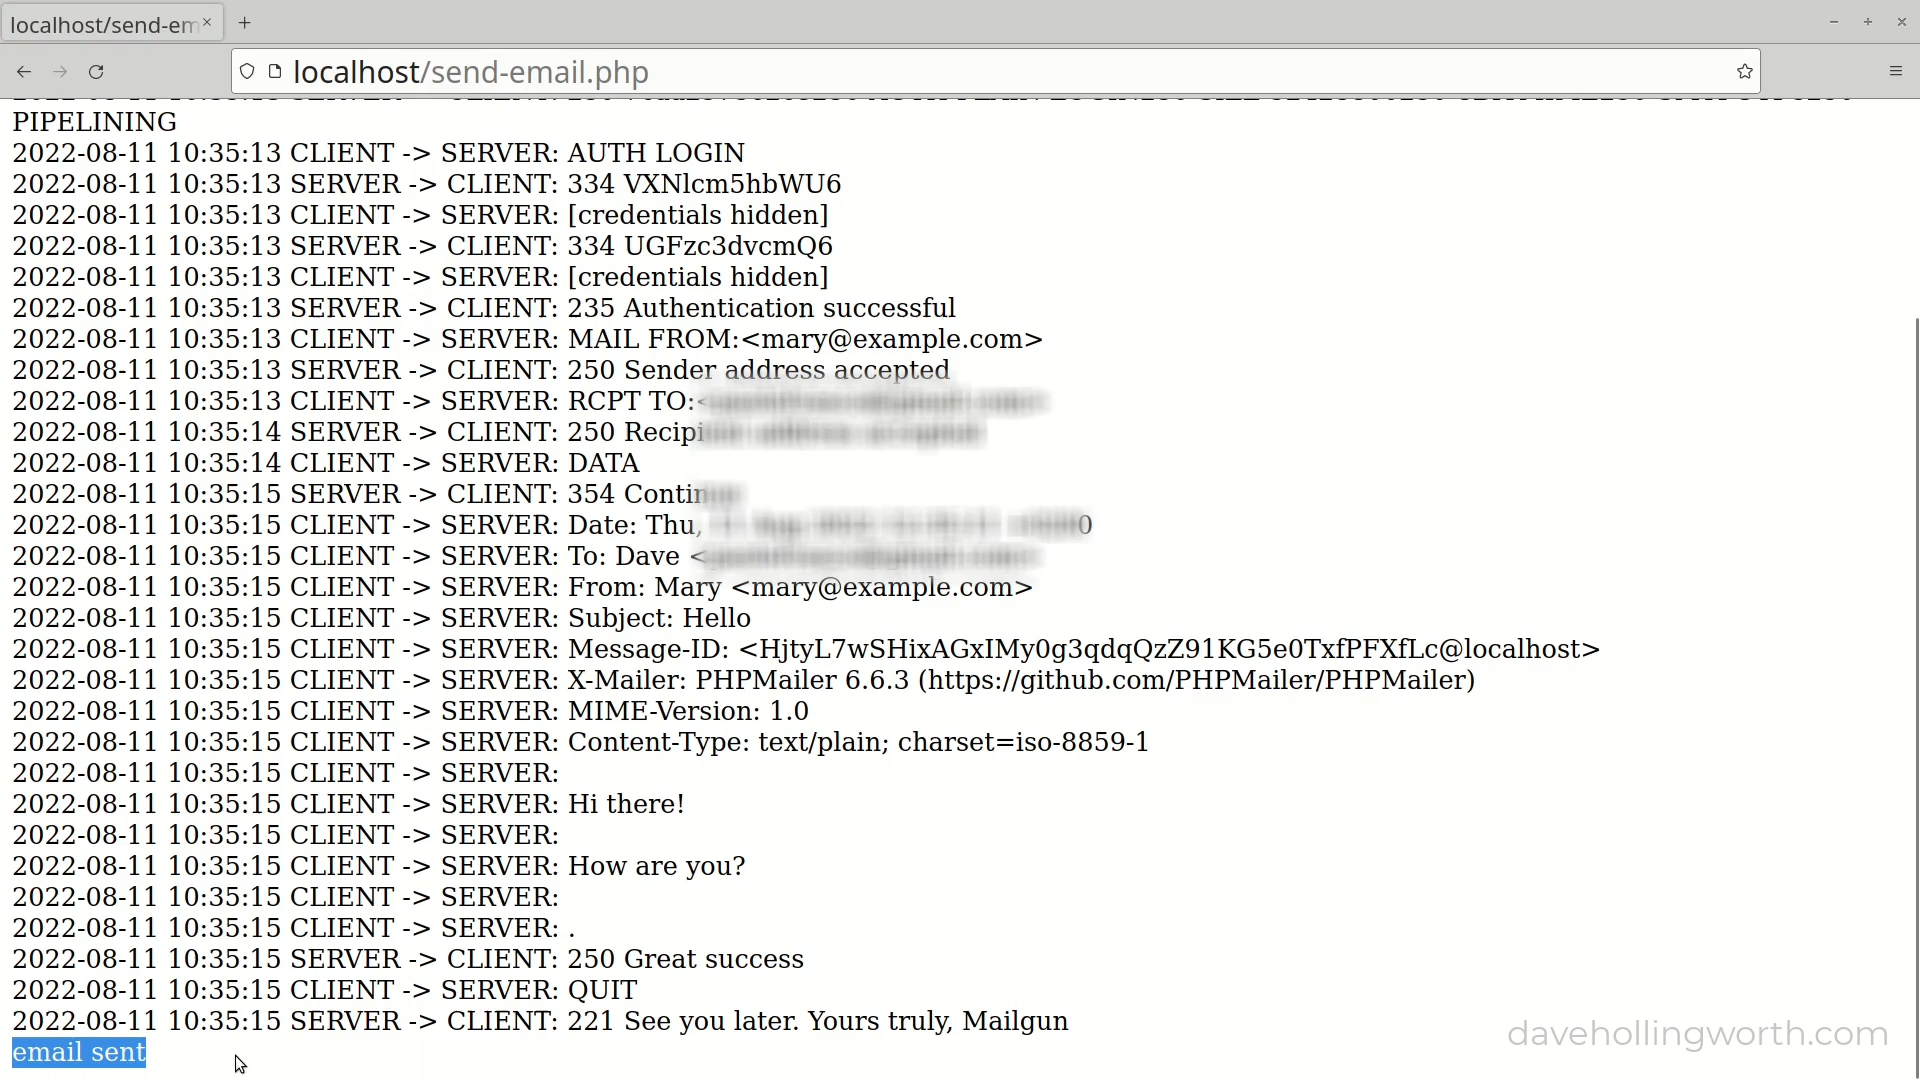 localhost/send-em
localhost/send-email.php
PIPELINING
2022-08-11 10:35:13 CLIENT -> SERVER: AUTH LOGIN
2022-08-11 10:35:13 SERVER -> CLIENT: 334 VXNlcm5hbWU6
2022-08-11 10:35:13 CLIENT -> SERVER: [credentials hidden]
2022-08-11 10:35:13 SERVER -> CLIENT: 334 UGFzc3dvcmQ6
2022-08-11 10:35:13 CLIENT -> SERVER: [credentials hidden]
2022-08-11 10:35:13 SERVER -> CLIENT: 235 Authentication successful
2022-08-11 10:35:13 CLIENT -> SERVER: MAIL FROM:<mary@example.com>
2022-08-11 10:35:13 SERVER -> CLIENT: 250 Sender address accepted
2022-08-11 10:35:13 CLIENT -> SERVER: RCPT TO:<
2022-08-11 10:35:14 SERVER -> CLIENT: 250
2022-08-11 10:35:14 CLIENT -> SERVER: DATA
2022-08-11 10:35:15 SERVER -> CLIENT: 354
2022-08-11 10:35:15 CLIENT -> SERVER: Date: Thu,
2022-08-11 10:35:15 CLIENT -> SERVER: To: Dave <
2022-08-11 10:35:15 CLIENT -> SERVER: From: Mary <mary@example.com>
2022-08-11 10:35:15 CLIENT -> SERVER: Subject: Hello
2022-08-11 10:35:15 CLIENT -> SERVER: Message-ID: <HjtyL7wSHixAGxIMy0g3qdqQzZ91KG5e0TxfPFXfLc@localhost>
2022-08-11 10:35:15 CLIENT -> SERVER: X-Mailer: PHPMailer 6.6.3 (https://github.com/PHPMailer/PHPMailer)
2022-08-11 10:35:15 CLIENT -> SERVER: MIME-Version: 1.0
2022-08-11 10:35:15 CLIENT -> SERVER: Content-Type: text/plain; charset=iso-8859-1
2022-08-11 10:35:15 CLIENT -> SERVER:
2022-08-11 10:35:15 CLIENT -> SERVER: Hi there!
2022-08-11 10:35:15 CLIENT -> SERVER:
2022-08-11 10:35:15 CLIENT -> SERVER: How are you?
2022-08-11 10:35:15 CLIENT -> SERVER:
2022-08-11 10:35:15 CLIENT -> SERVER: .
2022-08-11 10:35:15 SERVER -> CLIENT: 250 Great success
2022-08-11 10:35:15 CLIENT -> SERVER: QUIT
2022-08-11 10:35:15 SERVER -> CLIENT: 221 See you later. Yours truly, Mailgun
email sent
davehollingworth.com